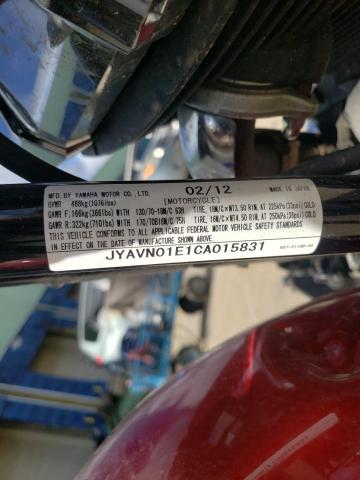 MFD.BY YAMAHA MOTOR CO.,LTD. 02/12 MADE IN JAPAN
GVWR 488kg(1076lbs) [MOTORCYCLE]
GAWR F:166kg(366lbs)WITH 130/70-18M/C 63H TIRE, 18M/C×MT3.50 RIM, AT 225kPa(33psi)COLD
GAWR R:322kg(710lbs)WITH 170/70B16M/C 75H TIRE, 16M/C×MT4.50 RIM, AT 250kPa(36psi)COLD
THIS VEHICLE CONFORMS TO ALL APPLICABLE FEDERAL MOTOR VEHICLE SAFETY STANDARDS
IN EFFECT ON THE DATE OF MANUFACTURE SHOWN ABOVE.
JYAVN01E1CA015831